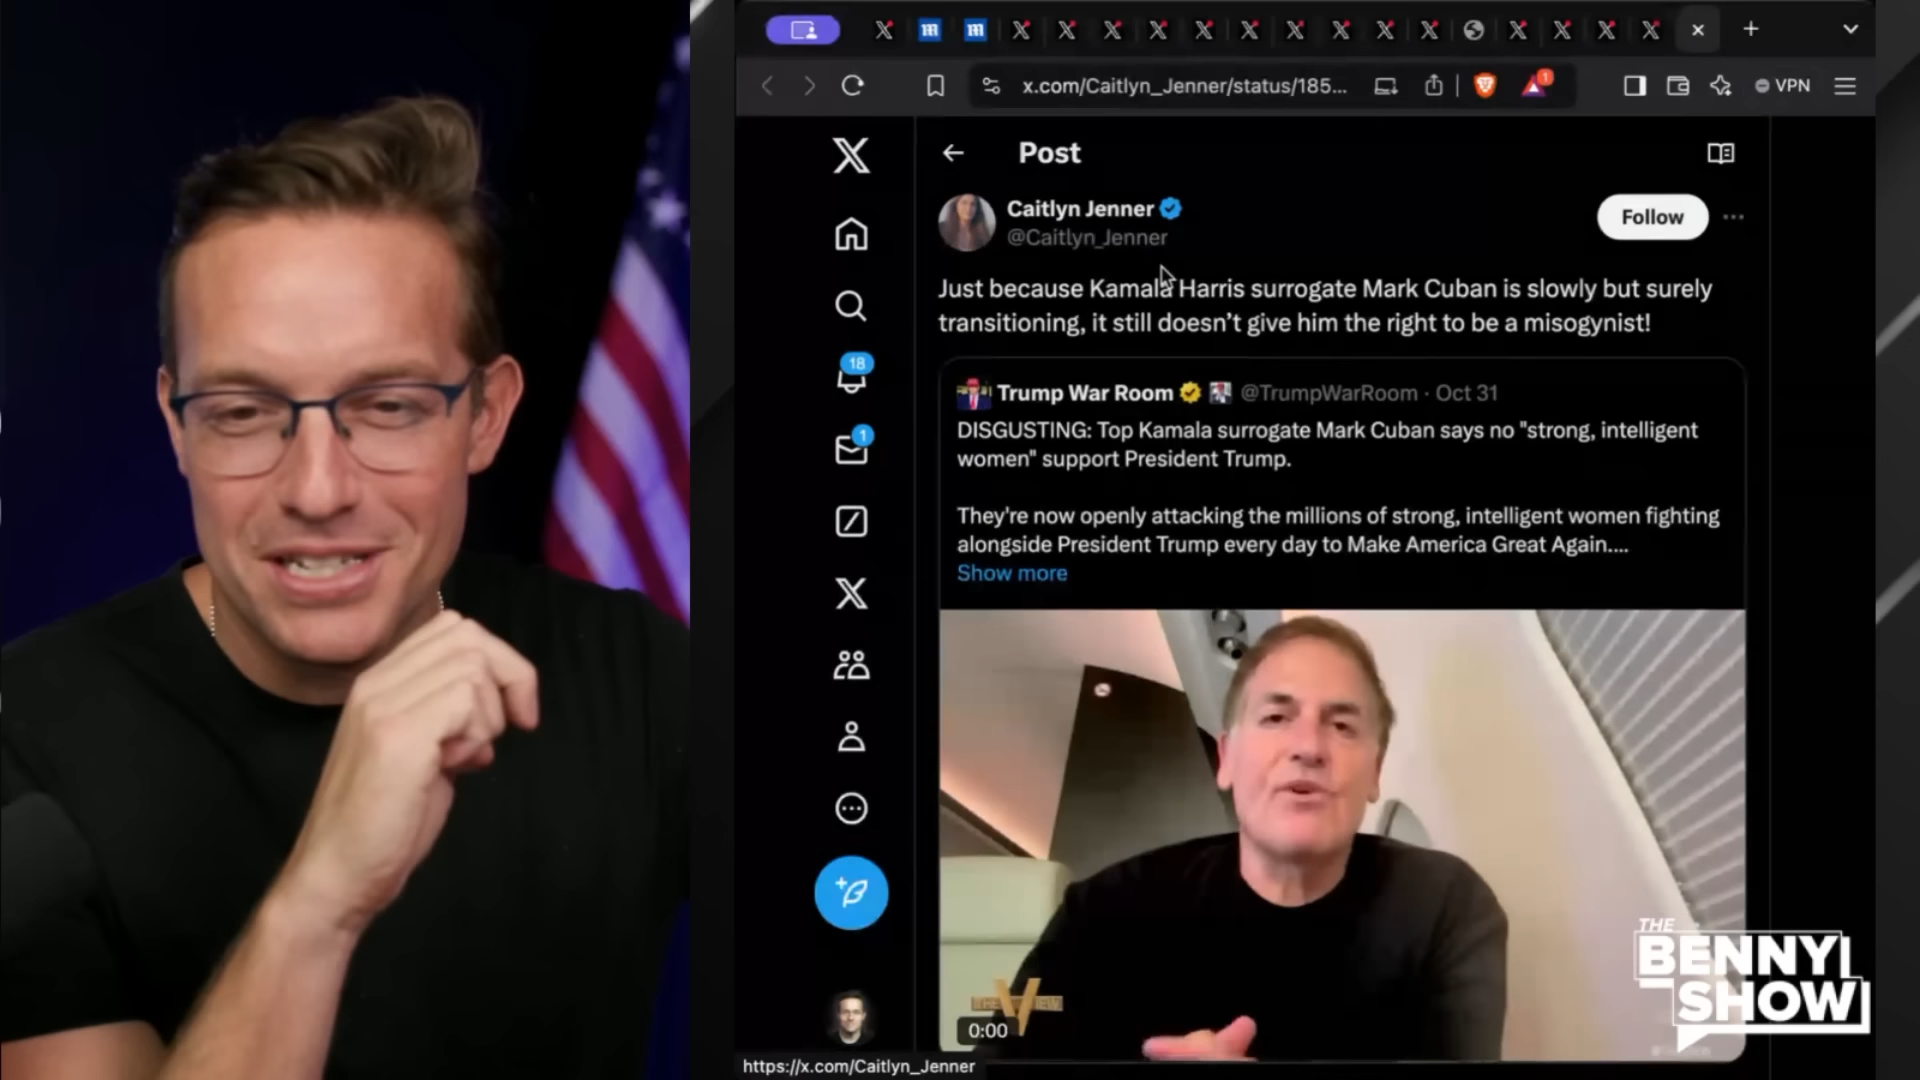 x.com/Caitlyn_Jenner/status/185...
1
VPN
Post
Caitlyn Jenner
@Caitlyn_Jenner
Follow
Just because Kamala Harris surrogate Mark Cuban is slowly but surely
transitioning, it still doesn’t give him the right to be a misogynist!
18
1
Trump War Room @TrumpWarRoom · Oct 31
DISGUSTING: Top Kamala surrogate Mark Cuban says no "strong, intelligent
women" support President Trump.
They're now openly attacking the millions of strong, intelligent women fighting
alongside President Trump every day to Make America Great Again....
Show more
THE VIEW
0:00
THE
BENNY
SHOW
https://x.com/Caitlyn_Jenner